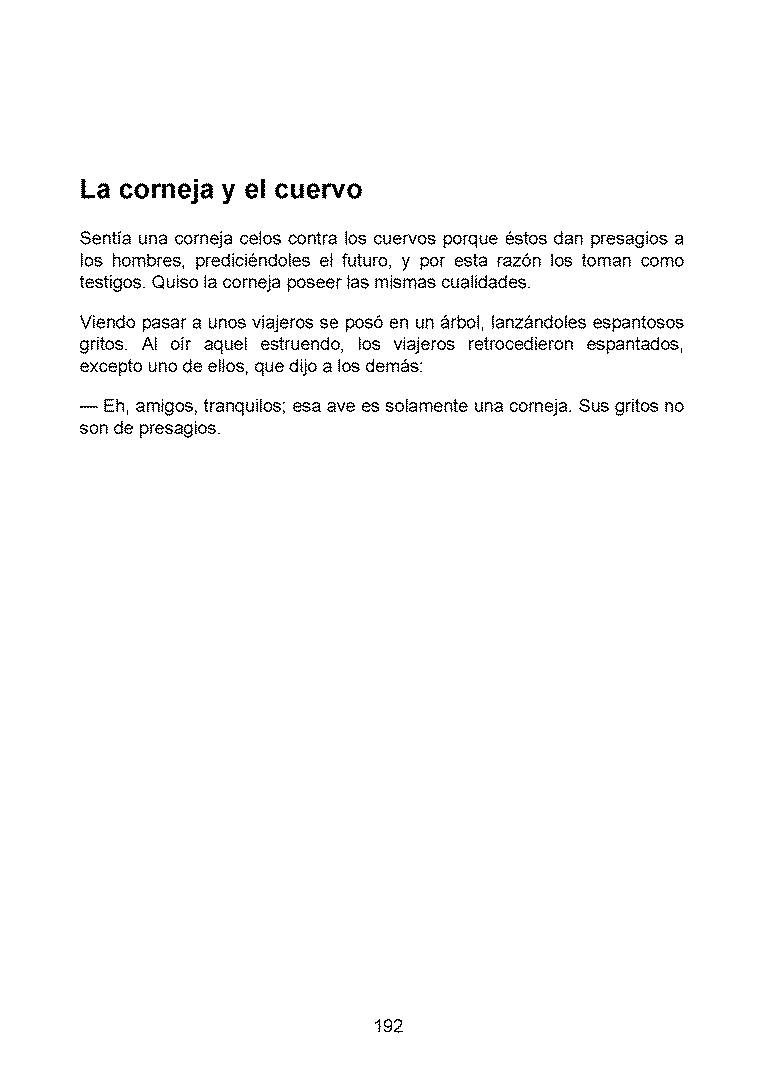 La corneja y el cuervo
Sentía una corneja celos contra los cuervos porque éstos dan presagios a
los hombres, prediciéndoles el futuro, y por esta razón los toman como
testigos. Quiso la corneja poseer las mismas cualidades.
Viendo pasar a unos viajeros se posó en un árbol, lanzándoles espantosos
gritos. Al oír aquel estruendo, los viajeros retrocedieron espantados,
excepto uno de ellos, que dijo a los demás:
— Eh, amigos, tranquilos; esa ave es solamente una corneja. Sus gritos no
son de presagios.
192